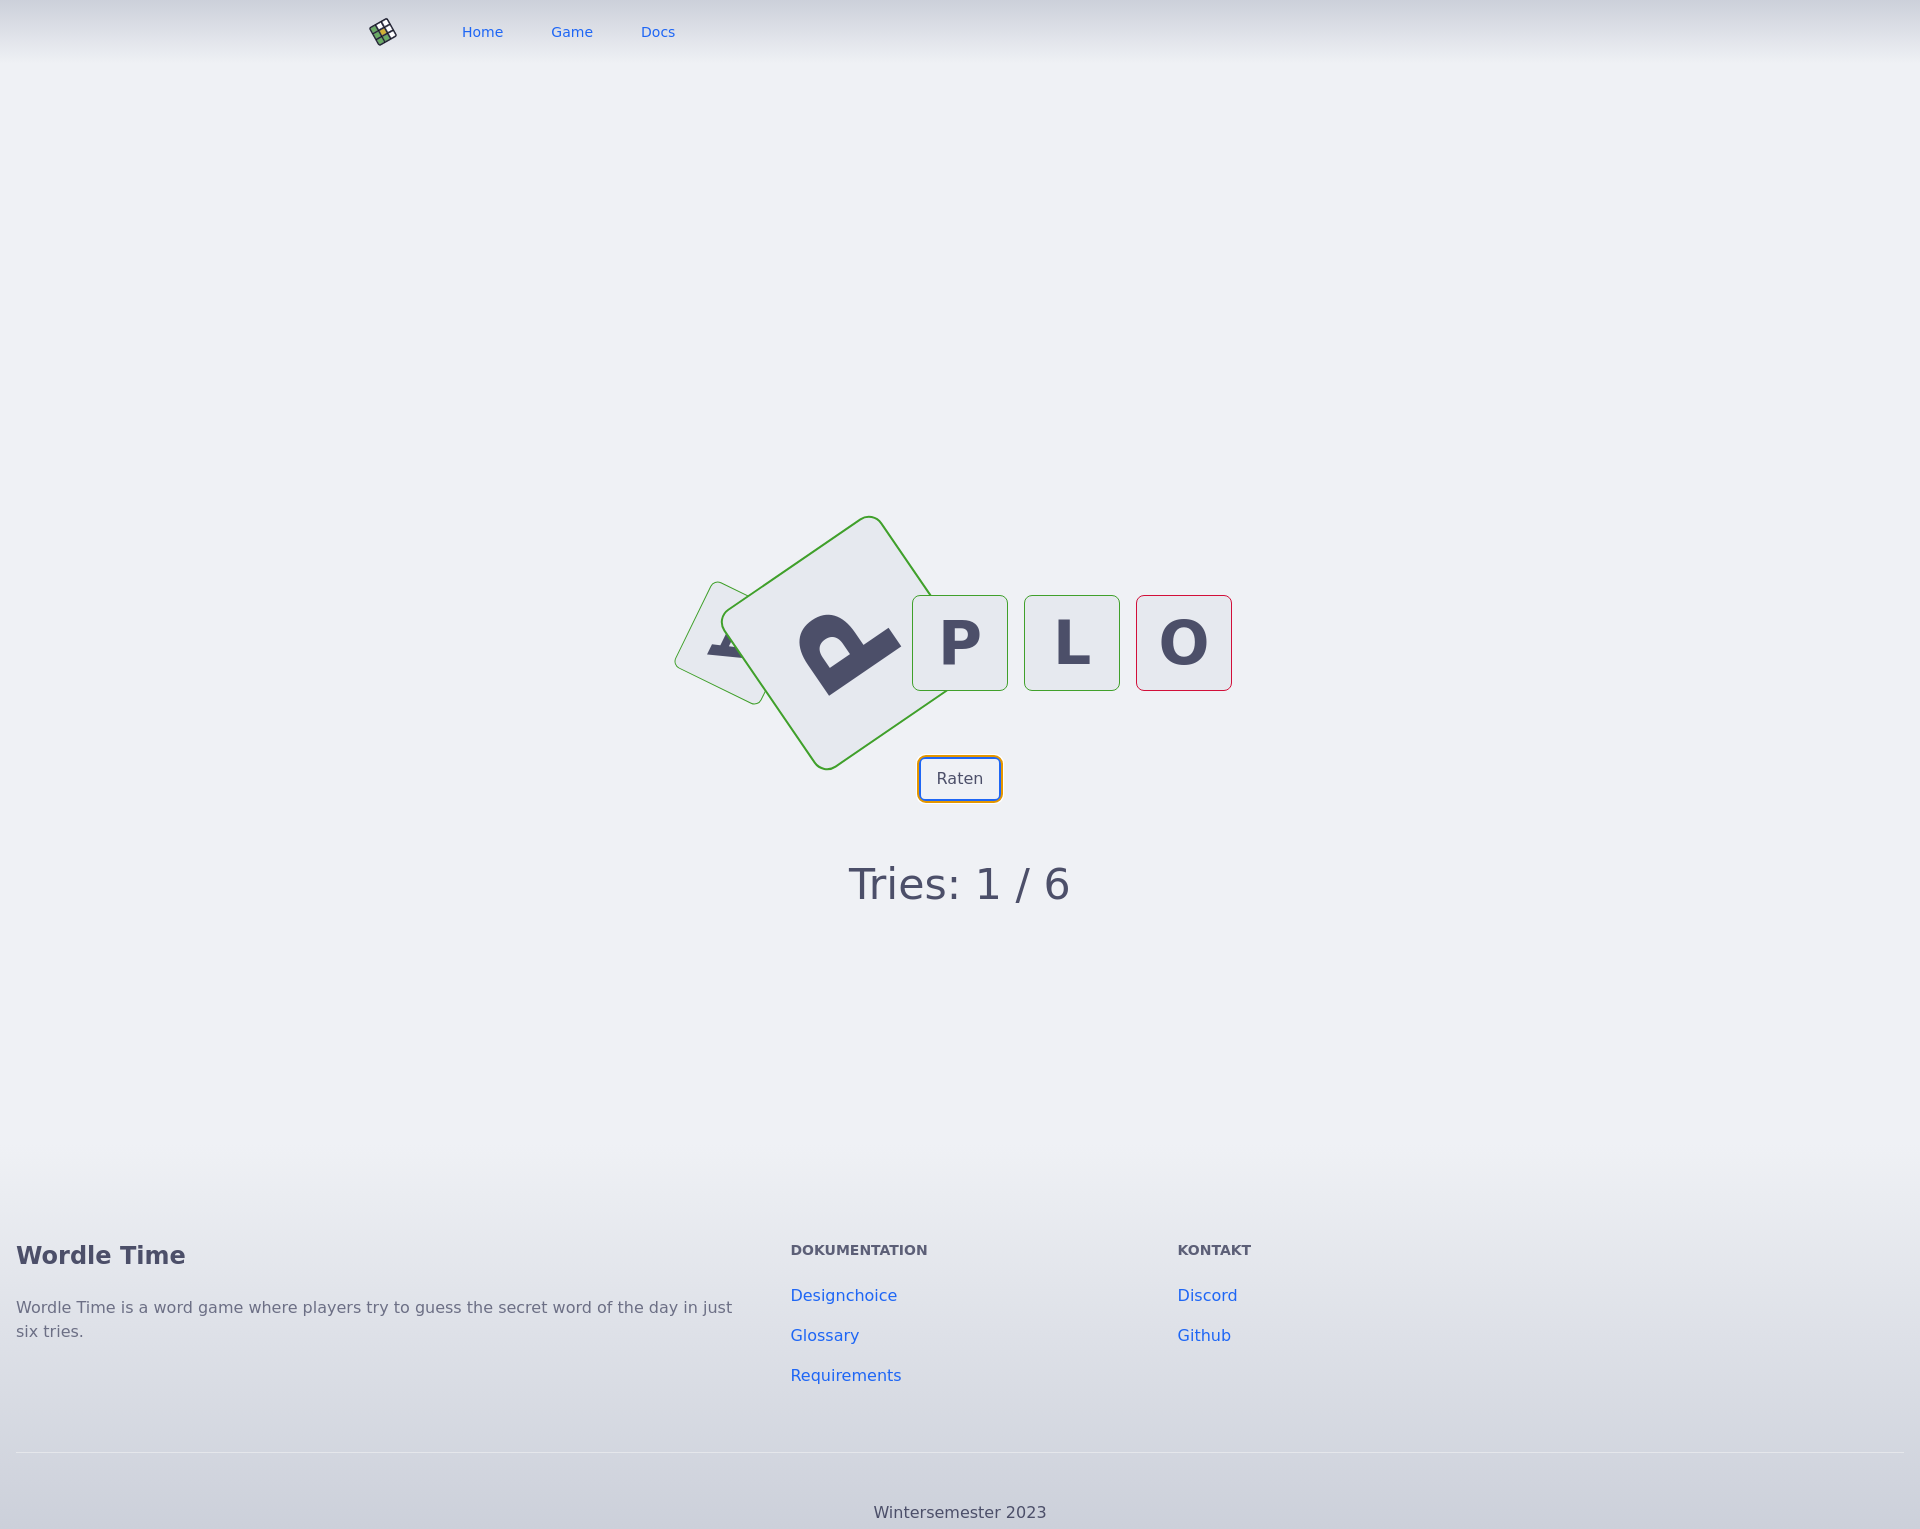 Home Game Docs
A P P L O
Raten
Tries: 1 / 6
Wordle Time
Wordle Time is a word game where players try to guess the secret word of the day in just
six tries.
DOKUMENTATION
Designchoice
Glossary
Requirements
KONTAKT
Discord
Github
Wintersemester 2023